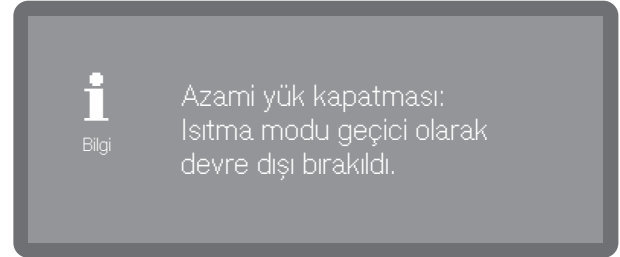 i
Bilgi
Azami yük kapatması:
Isıtma modu geçici olarak
devre dışı bırakıldı.